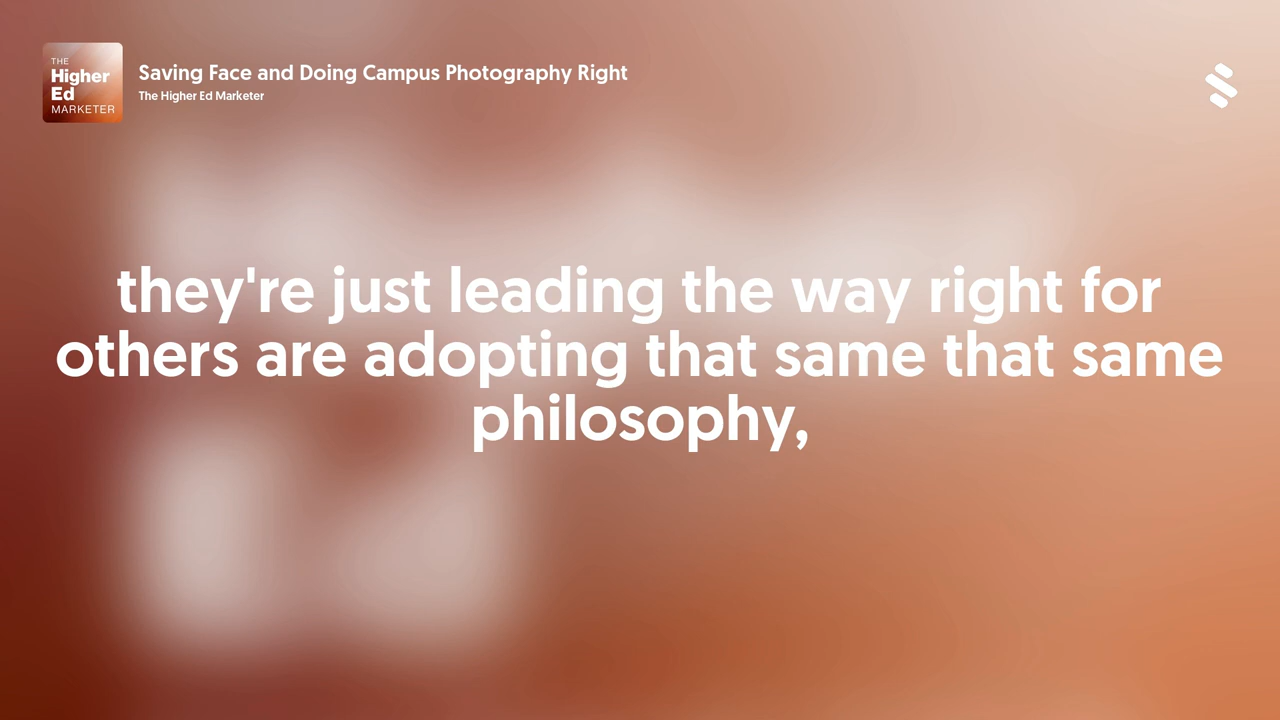 THE
Higher
Ed
MARKETER
Saving Face and Doing Campus Photography Right
The Higher Ed Marketer
they're just leading the way right for
others are adopting that same that same
philosophy,